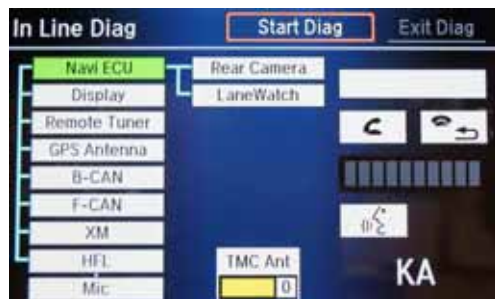 In Line Diag
Start Diag
Exit Diag
Navi ECU
Rear Camera
Display
LaneWatch
Remote Tuner
GPS Antenna
B-CAN
F-CAN
XM
HFL
TMC Ant
Mic
0
KA